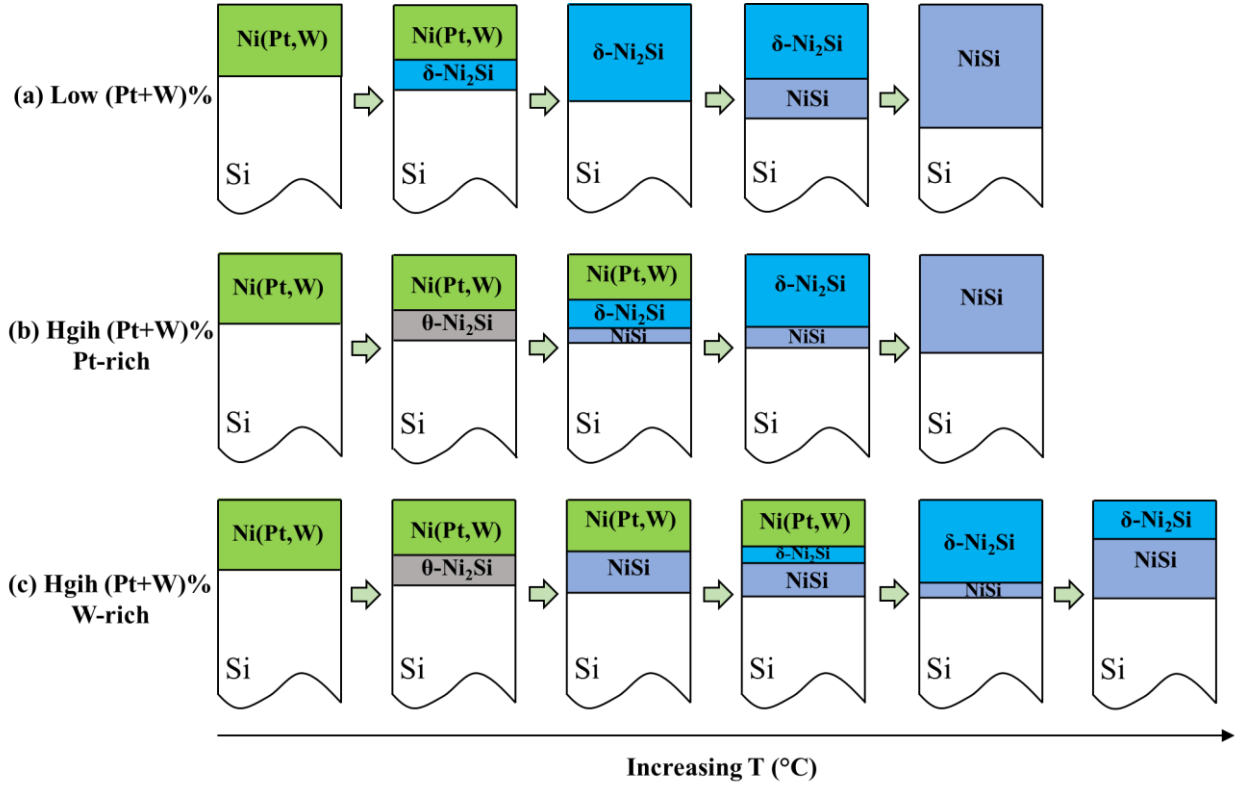 Ni(Pt,W)
Si
Ni(Pt,W)
δ-Ni₂Si
Si
δ-Ni₂Si
Si
δ-Ni₂Si
NiSi
Si
NiSi
Si
(a) Low (Pt+W)%
Ni(Pt,W)
Si
Ni(Pt,W)
θ-Ni₂Si
Si
Ni(Pt,W)
δ-Ni₂Si
NiSi
Si
δ-Ni₂Si
NiSi
Si
NiSi
Si
(b) Hgih (Pt+W)%
Pt-rich
Ni(Pt,W)
Si
Ni(Pt,W)
θ-Ni₂Si
Si
Ni(Pt,W)
NiSi
Si
Ni(Pt,W)
δ-Ni₂Si
NiSi
Si
δ-Ni₂Si
NiSi
Si
δ-Ni₂Si
NiSi
Si
(c) Hgih (Pt+W)%
W-rich
Increasing T (°C)